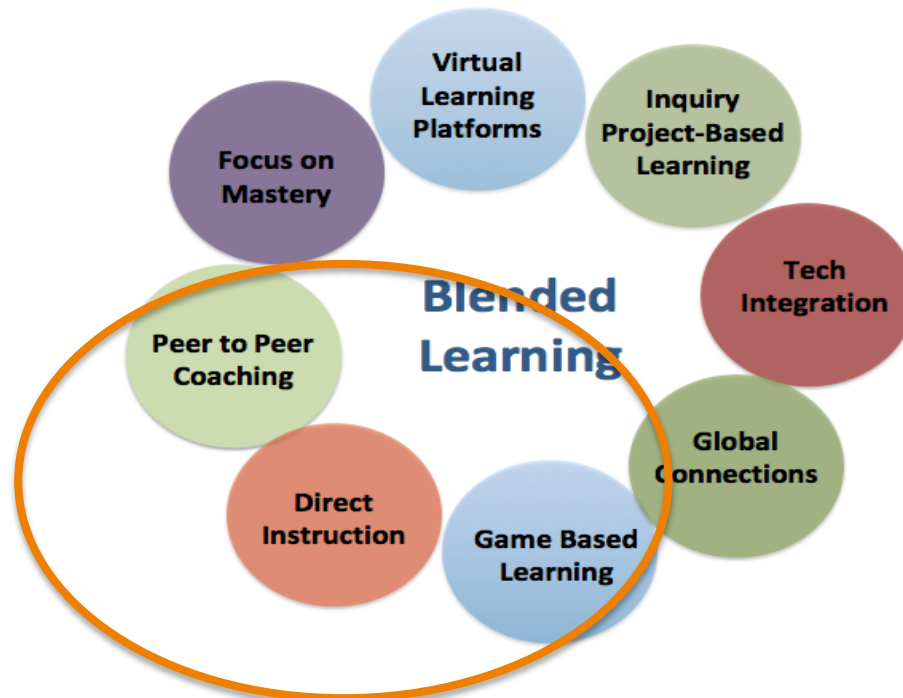 Virtual
Learning
Platforms
Inquiry
Project-Based
Learning
Focus on
Mastery
Tech
Integration
Blended
Learning
Peer to Peer
Coaching
Global
Connections
Direct
Instruction
Game Based
Learning